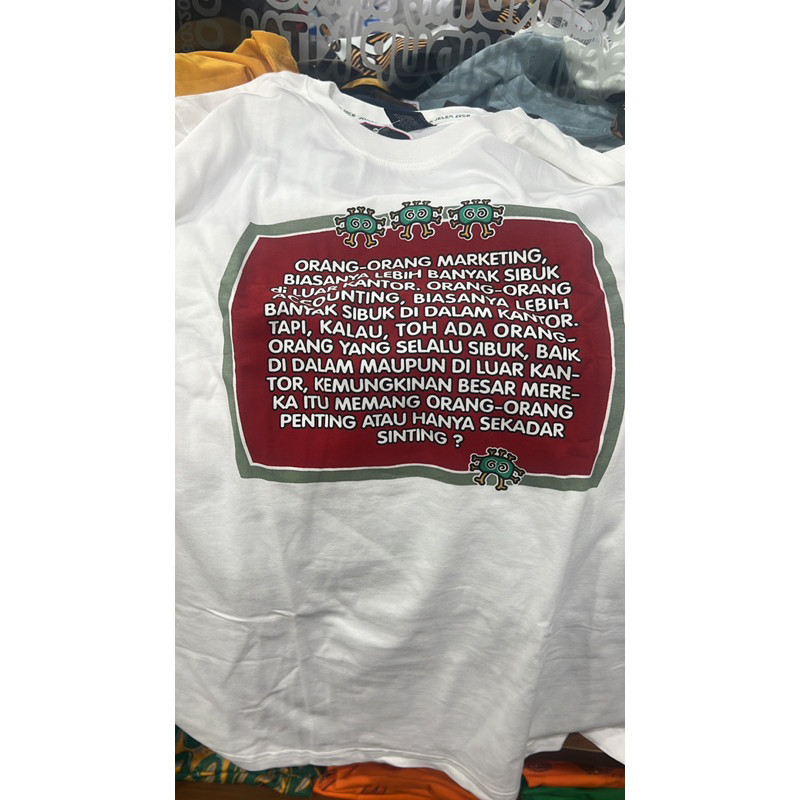 ORANG-ORANG MARKETING,
BIASANYA LEBIH BANYAK SIBUK
di LUAR KANTOR. ORANG-ORANG
ACCOUNTING, BIASANYA LEBIH
BANYAK SIBUK DI DALAM KANTOR.
TAPI, KALAU, TOH ADA ORANG-
ORANG YANG SELALU SIBUK, BAIK
DI DALAM MAUPUN DI LUAR KAN-
TOR, KEMUNGKINAN BESAR MERE-
KA ITU MEMANG ORANG-ORANG
PENTING ATAU HANYA SEKADAR
SINTING ?